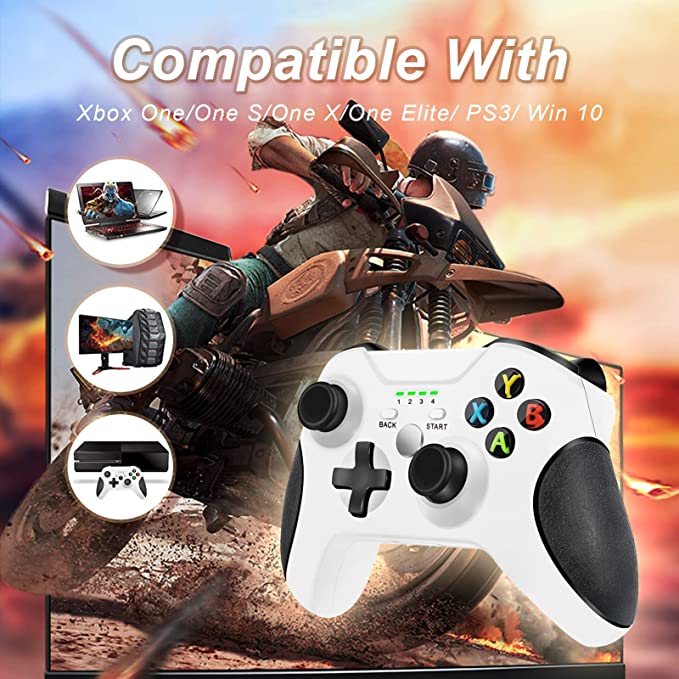 Compatible With
Xbox One/One S/One X/One Elite/ PS3/ Win 10
1 2 3 4
BACK START
Y
X B
A